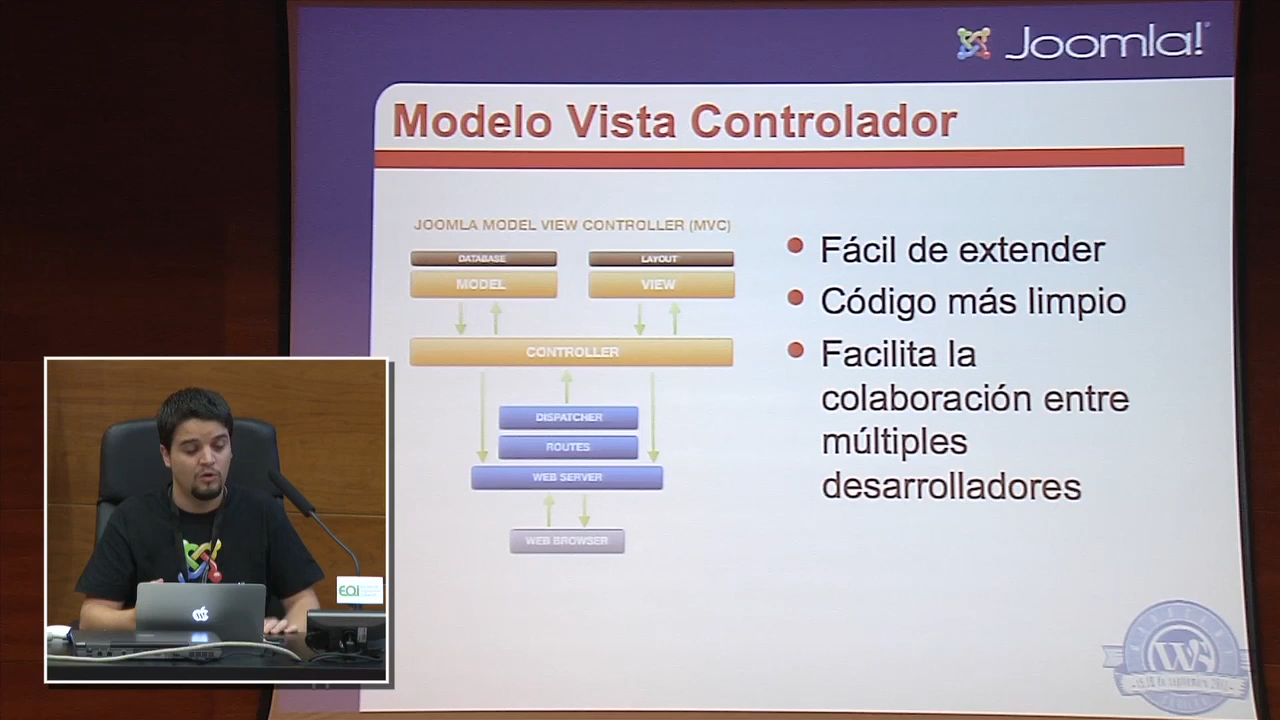 Joomla!
Modelo Vista Controlador
JOOMLA MODEL VIEW CONTROLLER (MVC)
DATABASE
LAYOUT
MODEL
VIEW
CONTROLLER
DISPATCHER
ROUTES
WEB SERVER
WEB BROWSER
• Fácil de extender
• Código más limpio
• Facilita la
colaboración entre
múltiples
desarrolladores
EOI